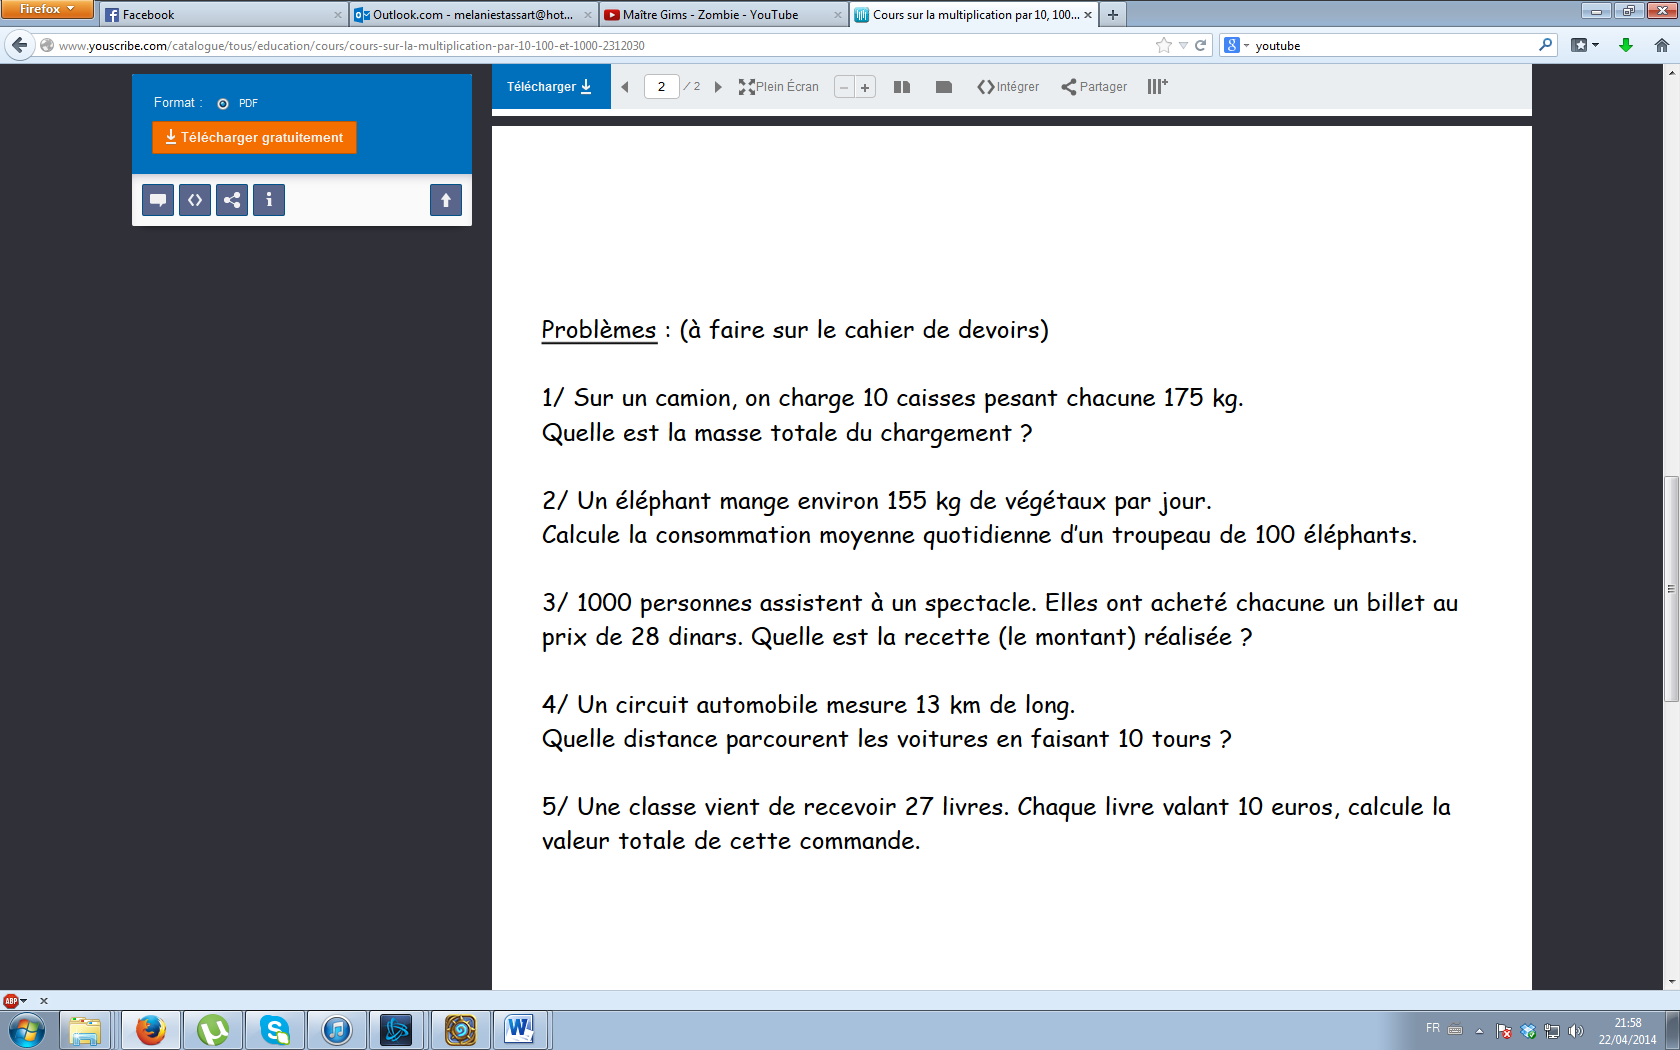 Firefox
Facebook
Outlook.com - melaniestassart@hot...
Maître Gims - Zombie - YouTube
Cours sur la multiplication par 10, 100...
www.youscribe.com/catalogue/tous/education/cours/cours-sur-la-multiplication-par-10-100-et-1000-2312030
8
youtube
Format :
PDF
Télécharger gratuitement
Télécharger
2
/ 2
Plein Écran
Intégrer
Partager
Problèmes : (à faire sur le cahier de devoirs)
1/ Sur un camion, on charge 10 caisses pesant chacune 175 kg.
Quelle est la masse totale du chargement ?
2/ Un éléphant mange environ 155 kg de végétaux par jour.
Calcule la consommation moyenne quotidienne d’un troupeau de 100 éléphants.
3/ 1000 personnes assistent à un spectacle. Elles ont acheté chacune un billet au
prix de 28 dinars. Quelle est la recette (le montant) réalisée ?
4/ Un circuit automobile mesure 13 km de long.
Quelle distance parcourent les voitures en faisant 10 tours ?
5/ Une classe vient de recevoir 27 livres. Chaque livre valant 10 euros, calcule la
valeur totale de cette commande.
ABP
FR
21:58
22/04/2014